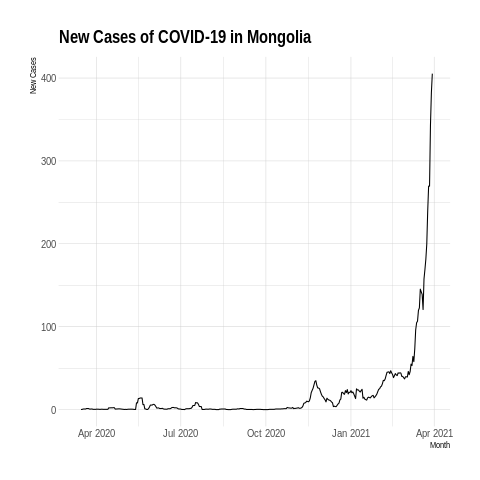 New Cases of COVID-19 in Mongolia
New Cases
400
300
200
100
0
Apr 2020 Jul 2020 Oct 2020 Jan 2021 Apr 2021
Month